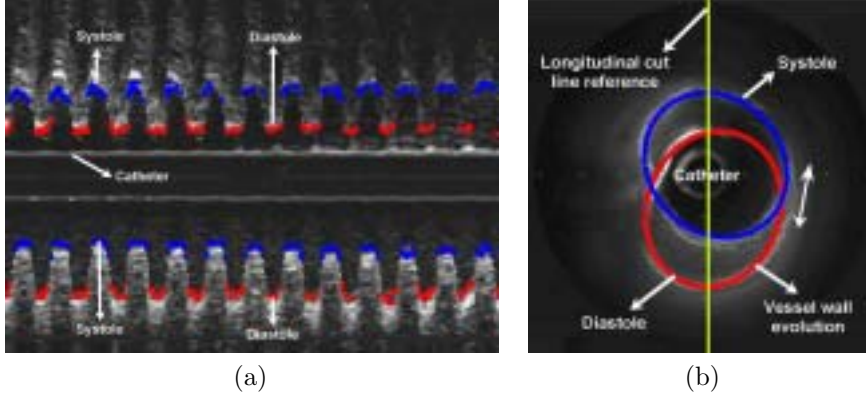 Systole
Diastole
Catheter
Systole
Diastole
(a)
Longitudinal cut
line reference
Systole
Catheter
Diastole
Vessel wall
evolution
(b)